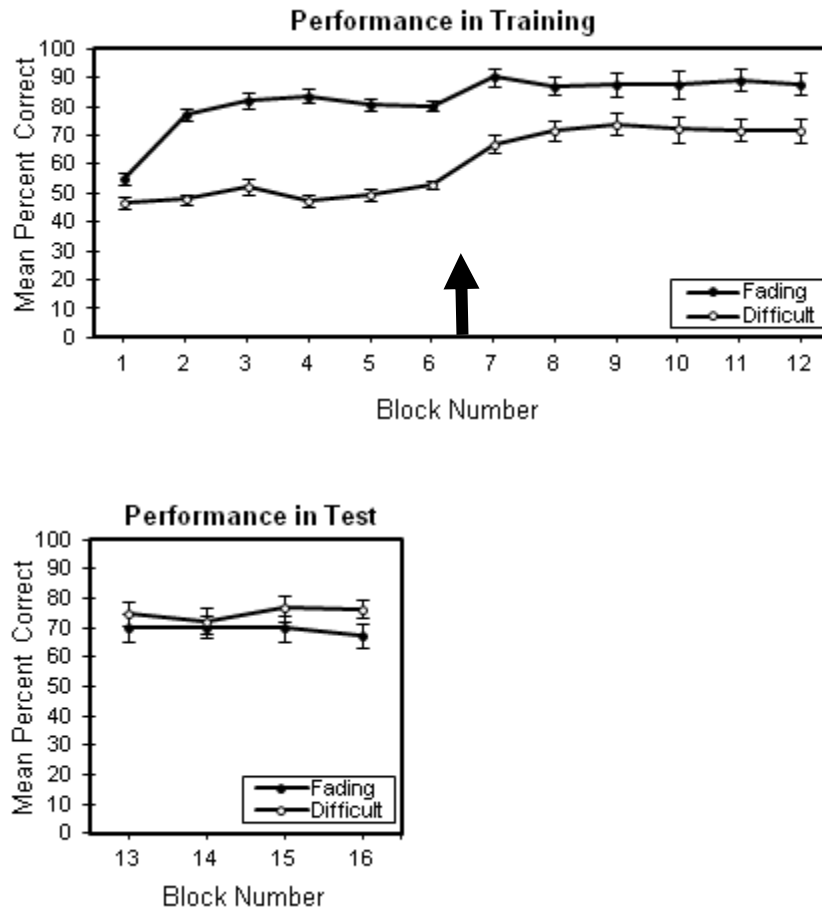 Performance in Training
Mean Percent Correct
100
90
80
70
60
50
40
30
20
10
0
Fading
Difficult
1 2 3 4 5 6 7 8 9 10 11 12
Block Number
Performance in Test
Mean Percent Correct
100
90
80
70
60
50
40
30
20
10
0
Fading
Difficult
13 14 15 16
Block Number